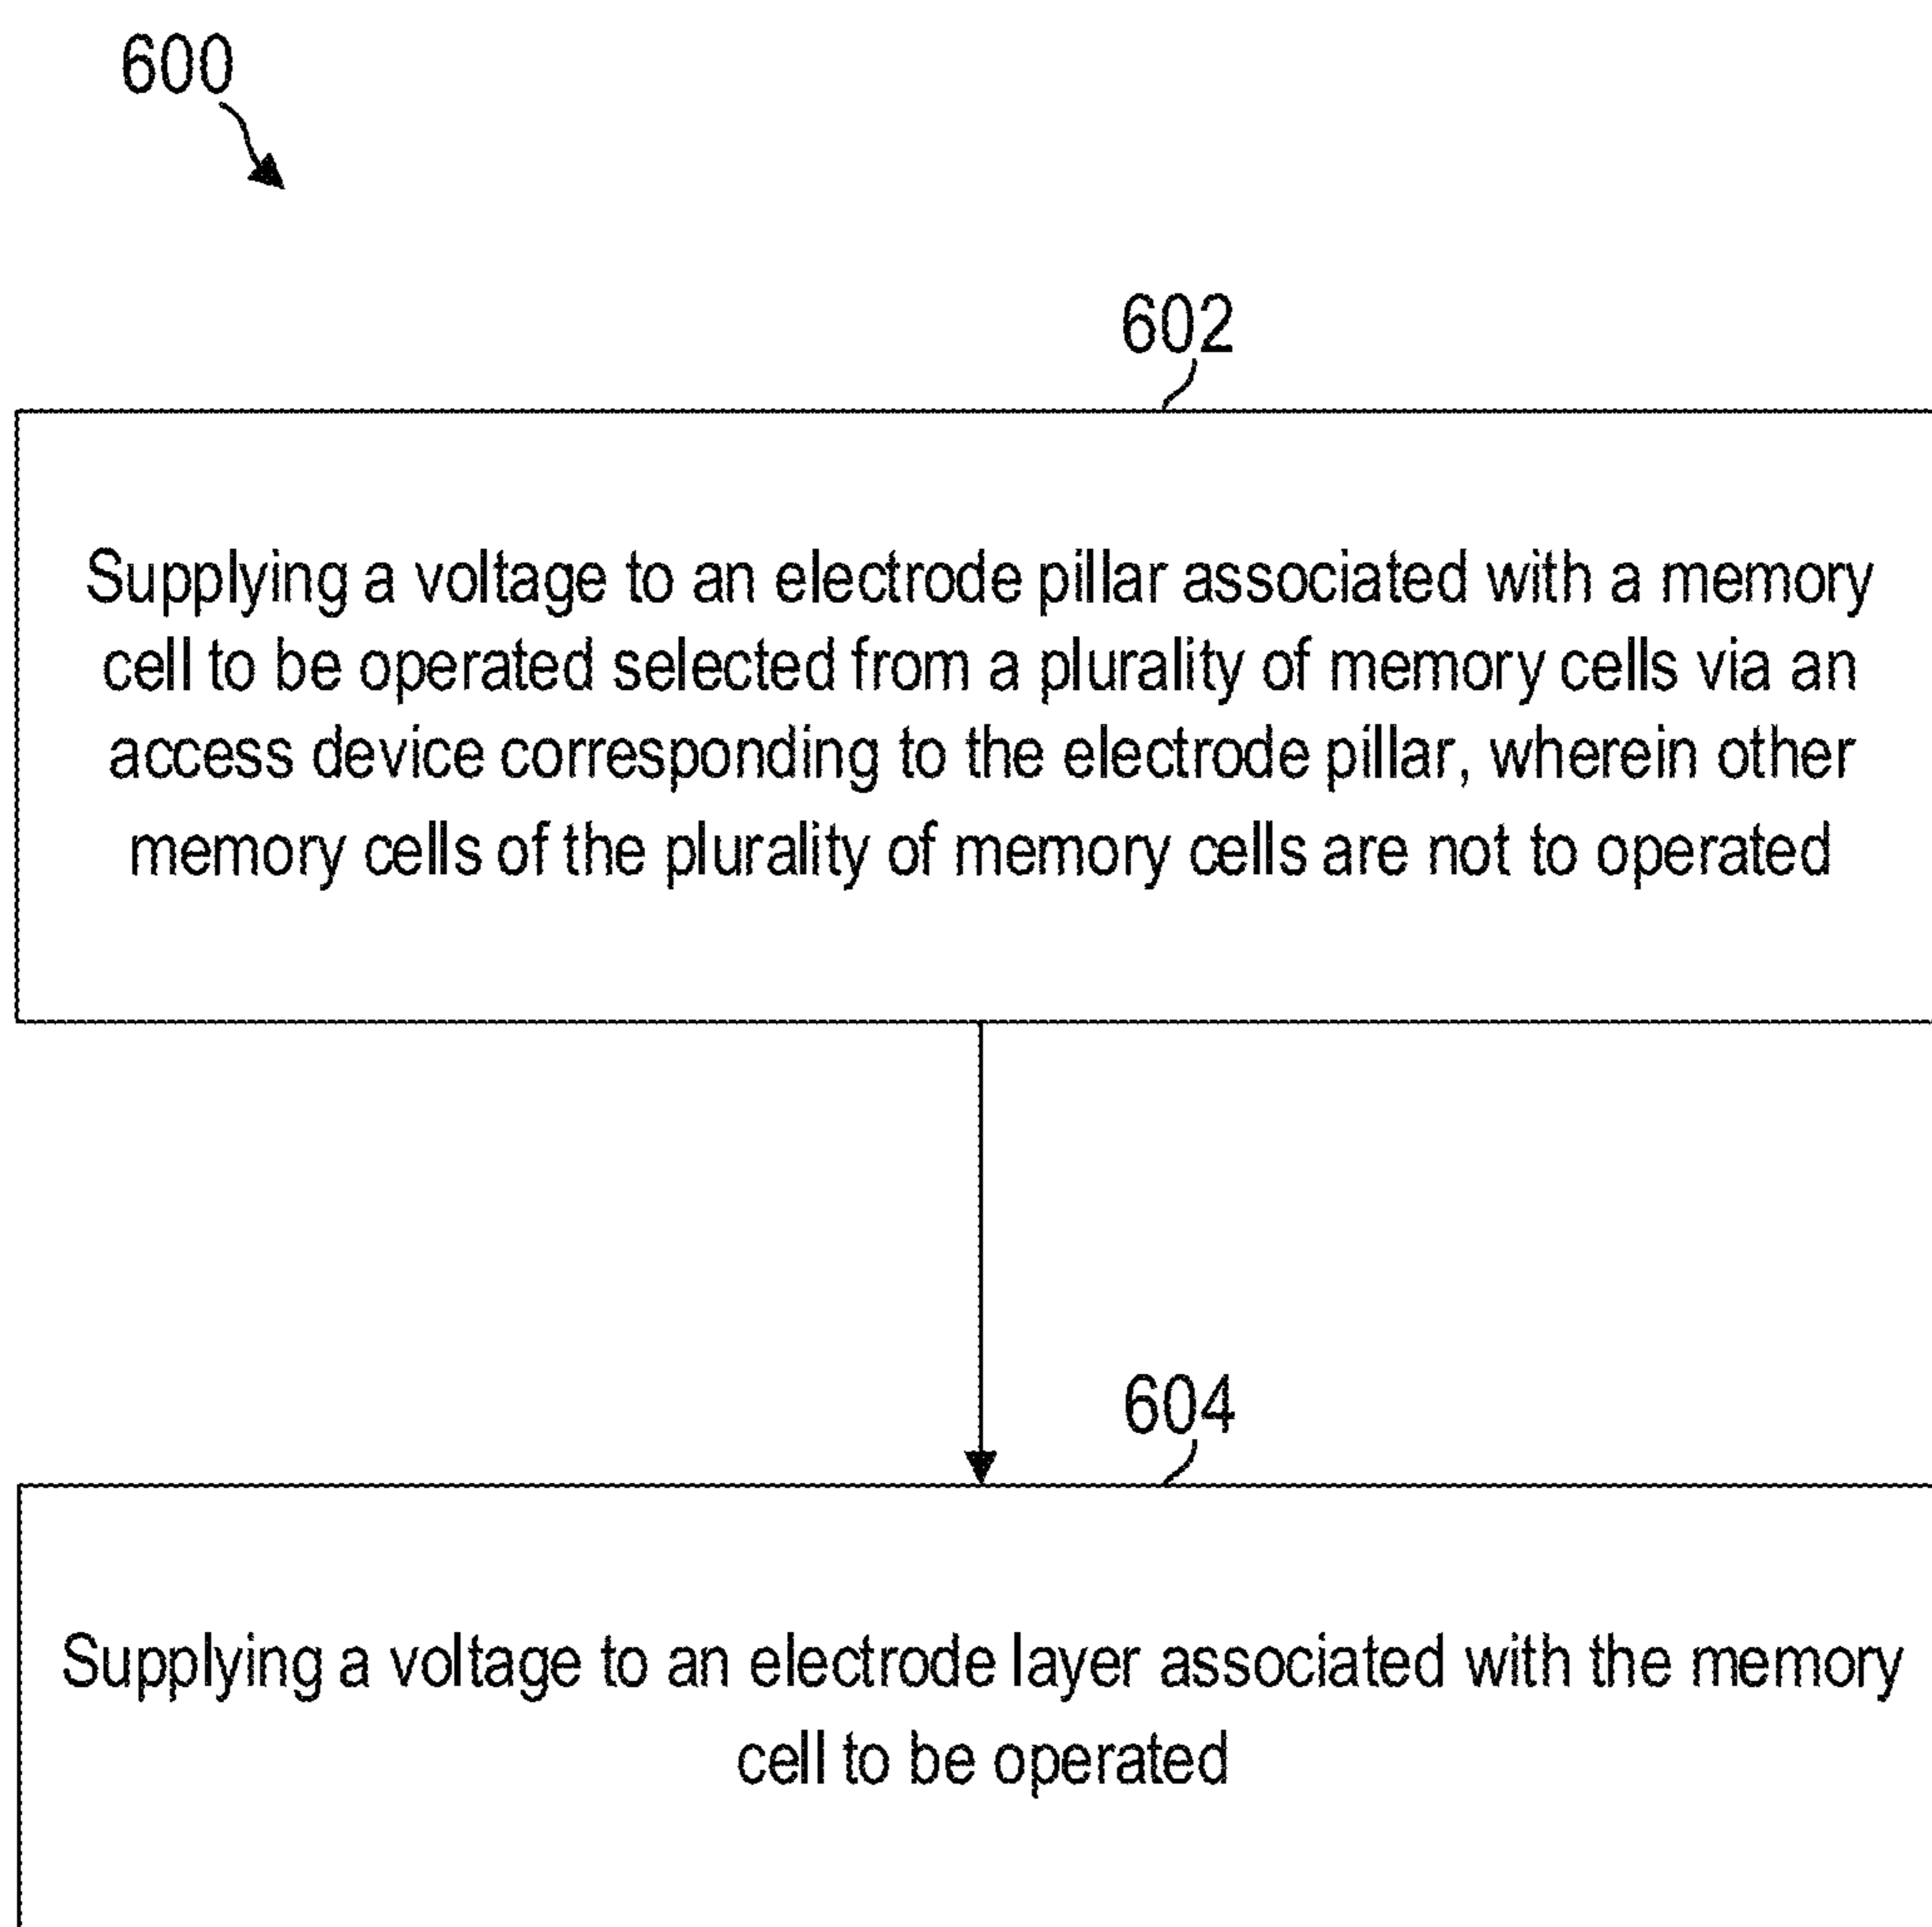 600
602
Supplying a voltage to an electrode pillar associated with a memory
cell to be operated selected from a plurality of memory cells via an
access device corresponding to the electrode pillar, wherein other
memory cells of the plurality of memory cells are not to operated
604
Supplying a voltage to an electrode layer associated with the memory
cell to be operated